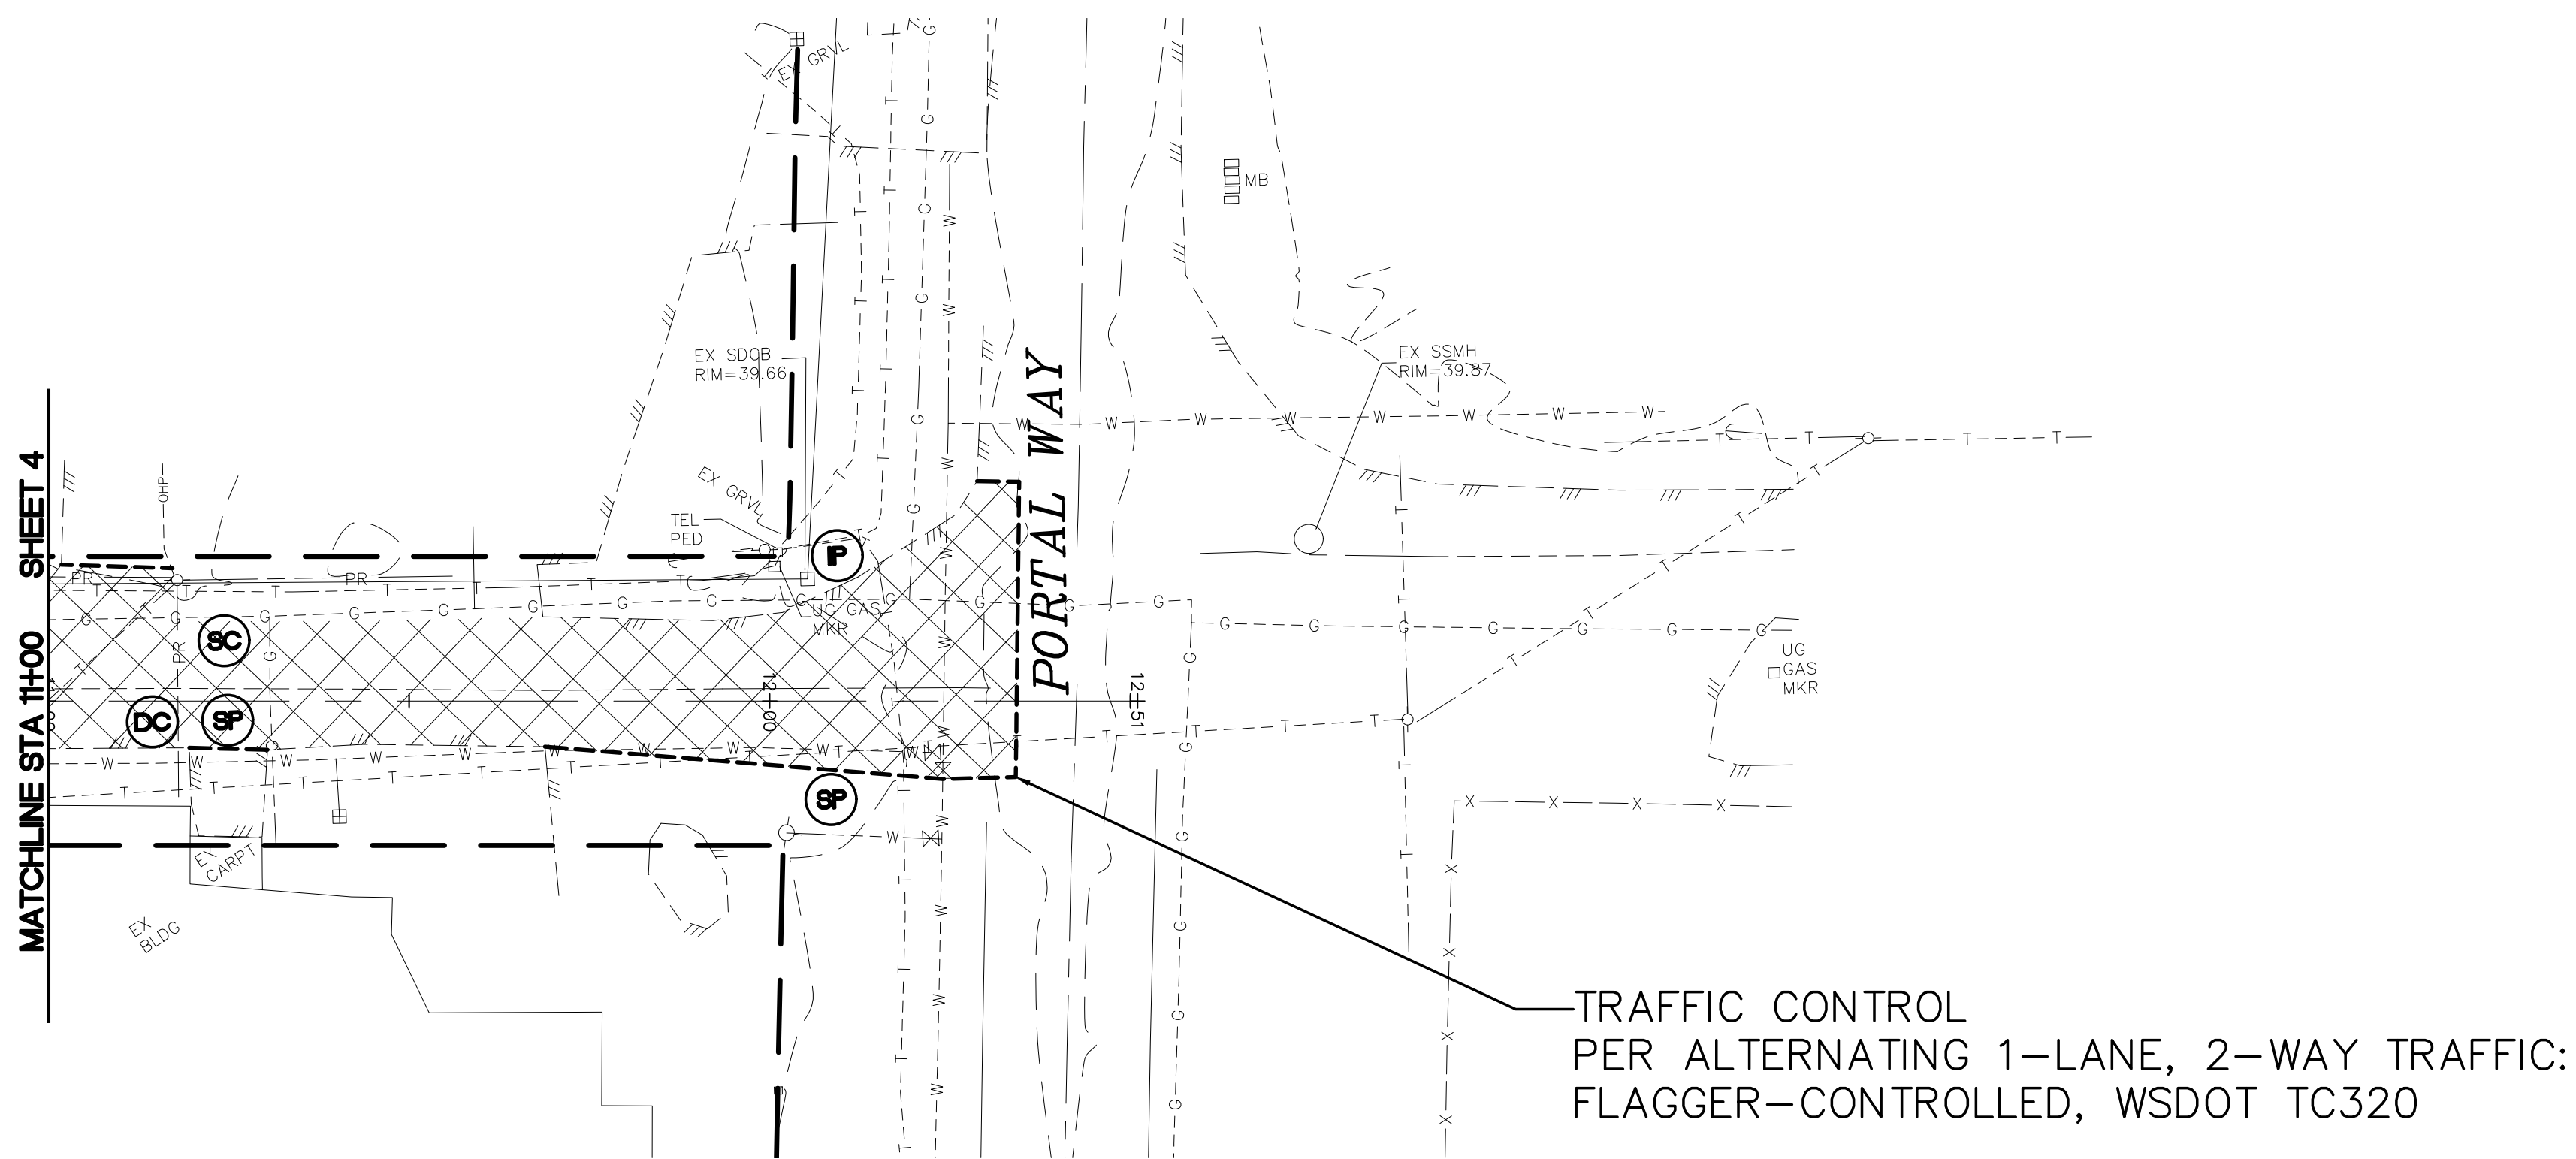 EX GRVL
MB
EX SDCB
RIM=39.66
EX SSMH
RIM=39.87
PORTAL WAY
MATCHLINE STA 11+00 SHEET 4
OHP
EX GRVL
TEL
PED
IP
PR
PR
PR
SC
UG GAS
MKR
UG
GAS
MKR
DC
SP
12+00
12+51
SP
EX
CARPT
EX
BLDG
TRAFFIC CONTROL
PER ALTERNATING 1-LANE, 2-WAY TRAFFIC:
FLAGGER-CONTROLLED, WSDOT TC320